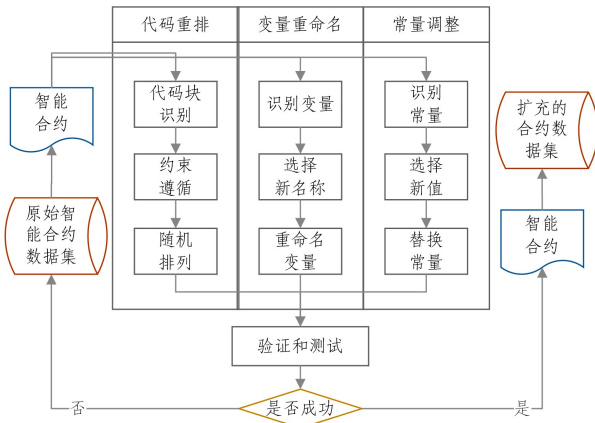 代码重排
变量重命名
常量调整
智能
合约
代码块
识别
识别变量
识别
常量
扩充的
合约数
据集
约束
遵循
选择
新名称
选择
新值
原始智
能合约
数据集
随机
排列
重命名
变量
替换
常量
智能
合约
验证和测试
否
是否成功
是